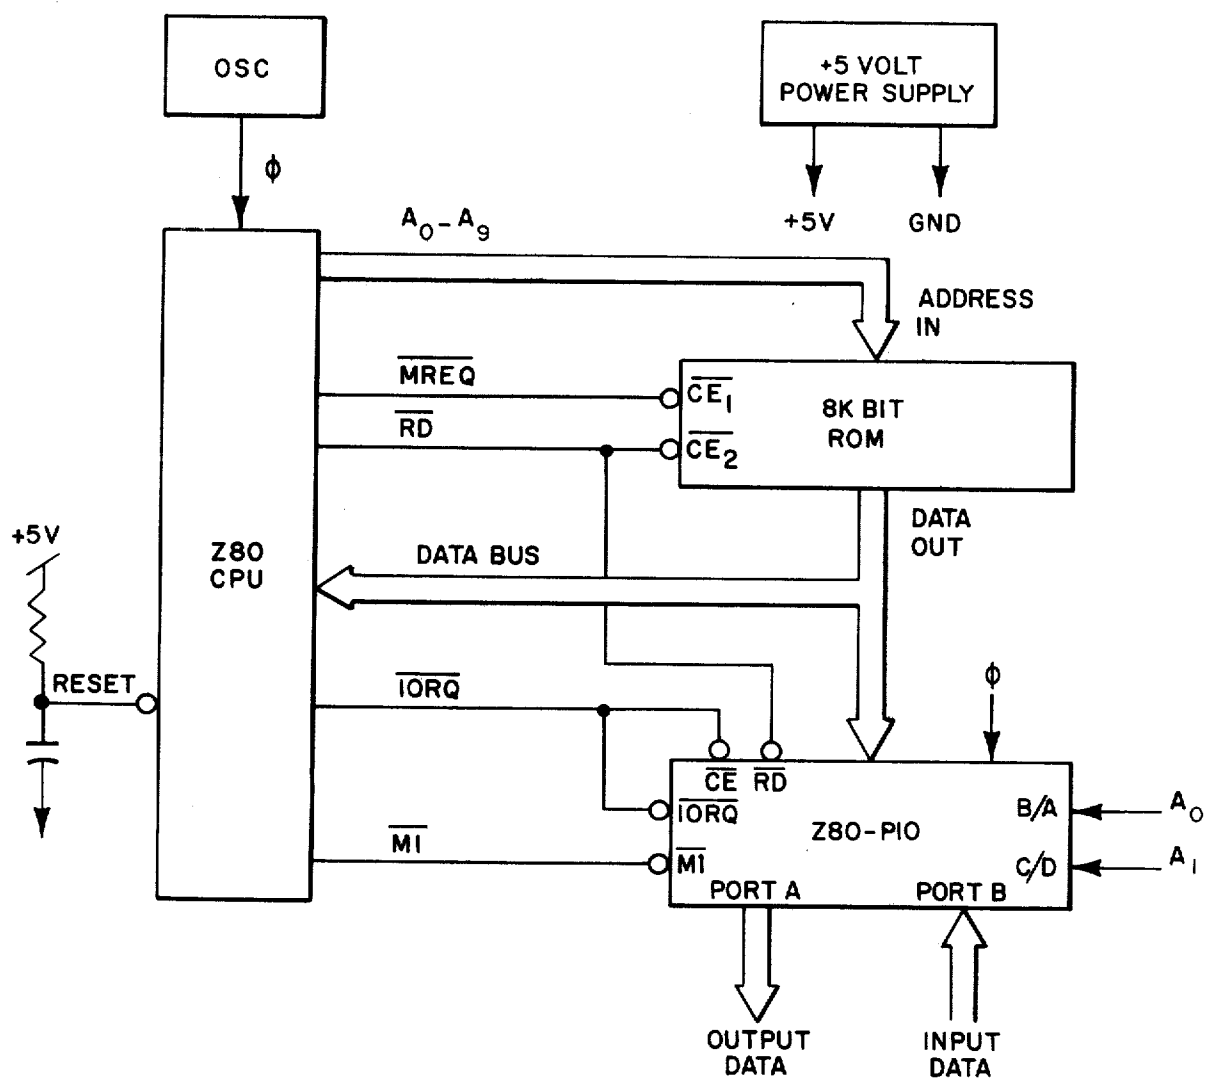 OSC
+5 VOLT
POWER SUPPLY
ϕ
+5V
GND
A0-A9
ADDRESS
IN
MREQ
CE1
8K BIT
ROM
RD
CE2
DATA
OUT
+5V
Z80
CPU
DATA BUS
RESET
IORQ
ϕ
CE
RD
IORQ
Z80-PIO
B/A
A0
M1
M1
C/D
A1
PORT A
PORT B
OUTPUT
DATA
INPUT
DATA